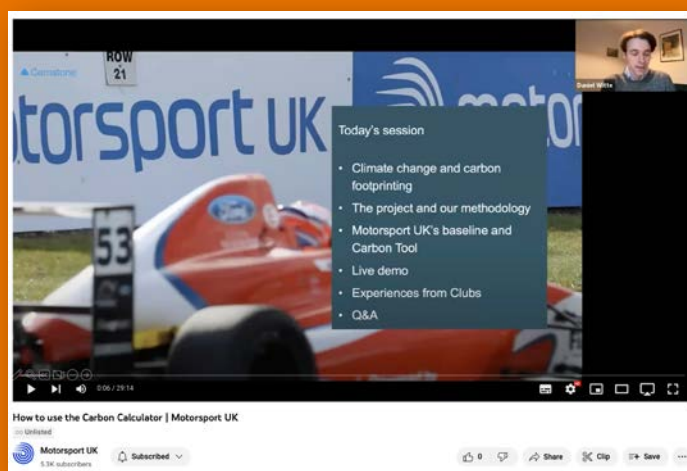 ROW
21
torsport UK
motor
Daniel Witte
Today's session
• Climate change and carbon
footprinting
• The project and our methodology
• Motorsport UK's baseline and
Carbon Tool
• Live demo
• Experiences from Clubs
• Q&A
Ford
53
0:06 / 29:14
How to use the Carbon Calculator | Motorsport UK
Unlisted
Motorsport UK
5.3K subscribers
Subscribed
0
Share
Clip
Save